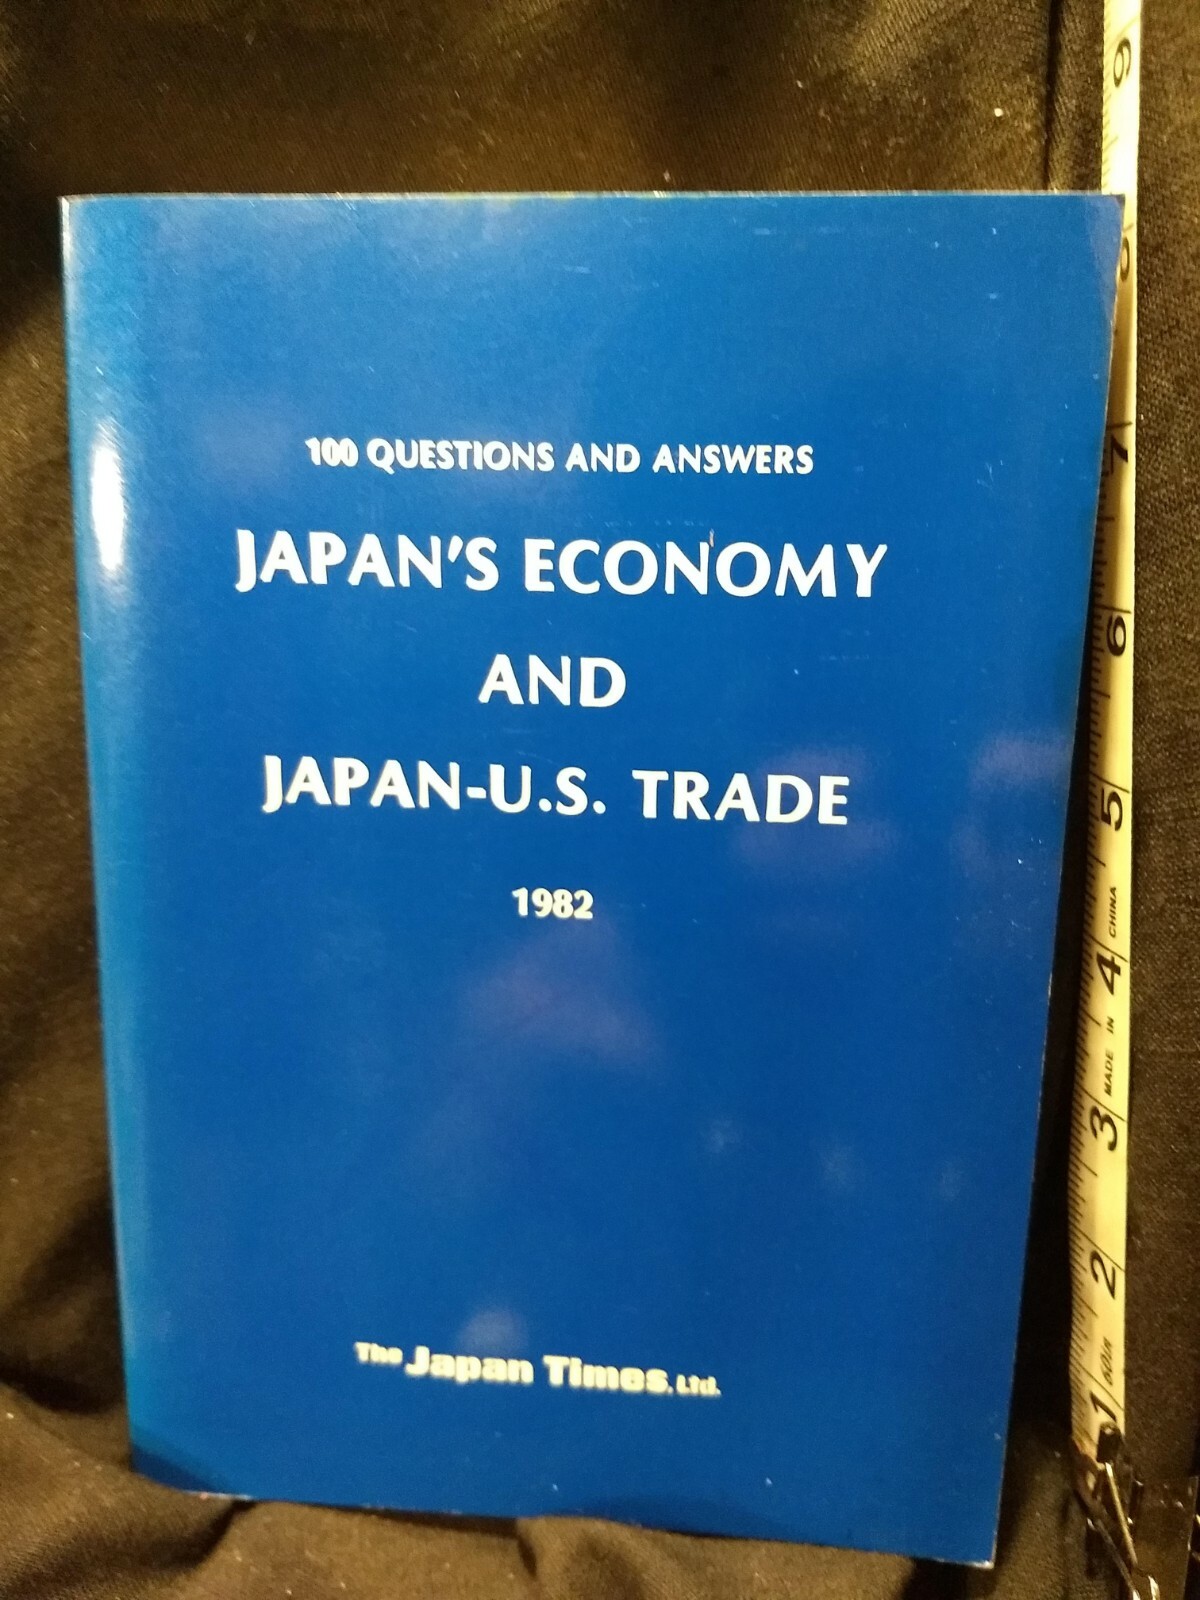 100 QUESTIONS AND ANSWERS
JAPAN'S ECONOMY
AND
JAPAN-U.S. TRADE
1982
The Japan Times, Ltd.
9
8
7
6
5
CHINA
4
MADE IN
3
2
60IN
1